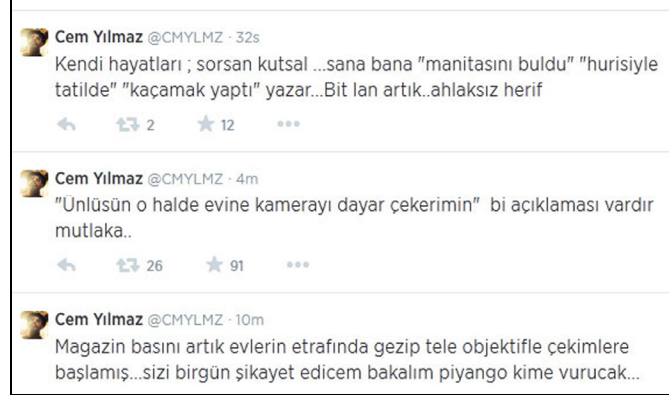 Cem Yılmaz @CMYLMZ · 32s
Kendi hayatları ; sorsan kutsal ...sana bana "manitasını buldu" "hurisiyle
tatilde" "kaçamak yaptı" yazar...Bit lan artık..ahlaksız herif
2 12
Cem Yılmaz @CMYLMZ · 4m
"Ünlüsün o halde evine kamerayı dayar çekerimin" bi açıklaması vardır
mutlaka..
26 91
Cem Yılmaz @CMYLMZ · 10m
Magazin basını artık evlerin etrafında gezip tele objektifle çekimlere
başlamış...sizi birgün şikayet edicem bakalım piyango kime vurucak...